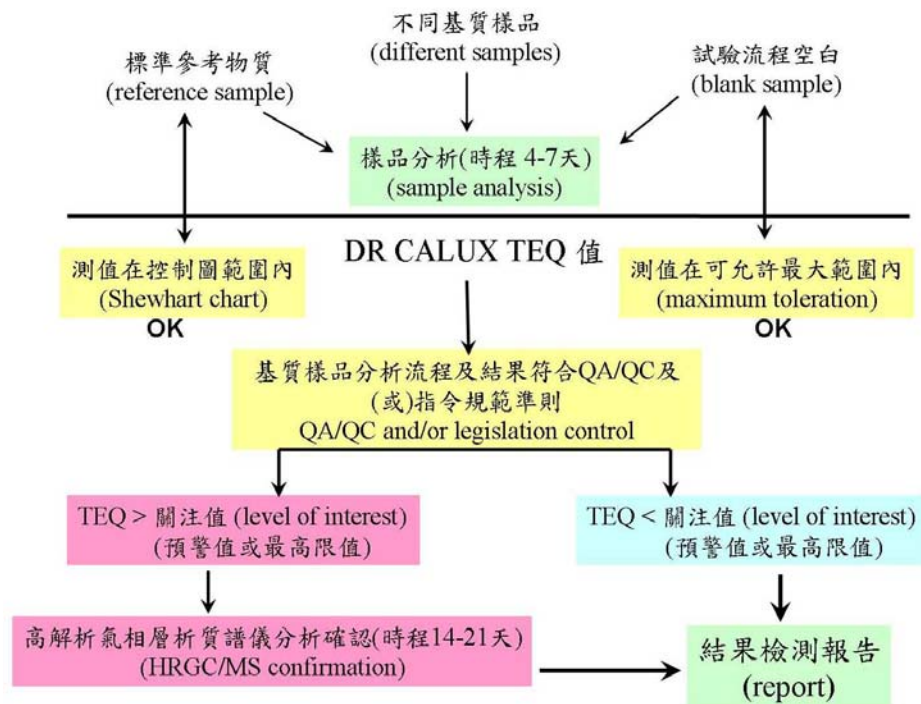 不同基質樣品
(different samples)
標準參考物質
(reference sample)
試驗流程空白
(blank sample)
樣品分析(時程 4-7天)
(sample analysis)
DR CALUX TEQ 值
測值在控制圖範圍內
(Shewhart chart)
OK
測值在可允許最大範圍內
(maximum toleration)
OK
基質樣品分析流程及結果符合QA/QC及
(或)指令規範準則
QA/QC and/or legislation control
TEQ > 關注值 (level of interest)
(預警值或最高限值)
TEQ < 關注值 (level of interest)
(預警值或最高限值)
高解析氣相層析質譜儀分析確認(時程14-21天)
(HRGC/MS confirmation)
結果檢測報告
(report)